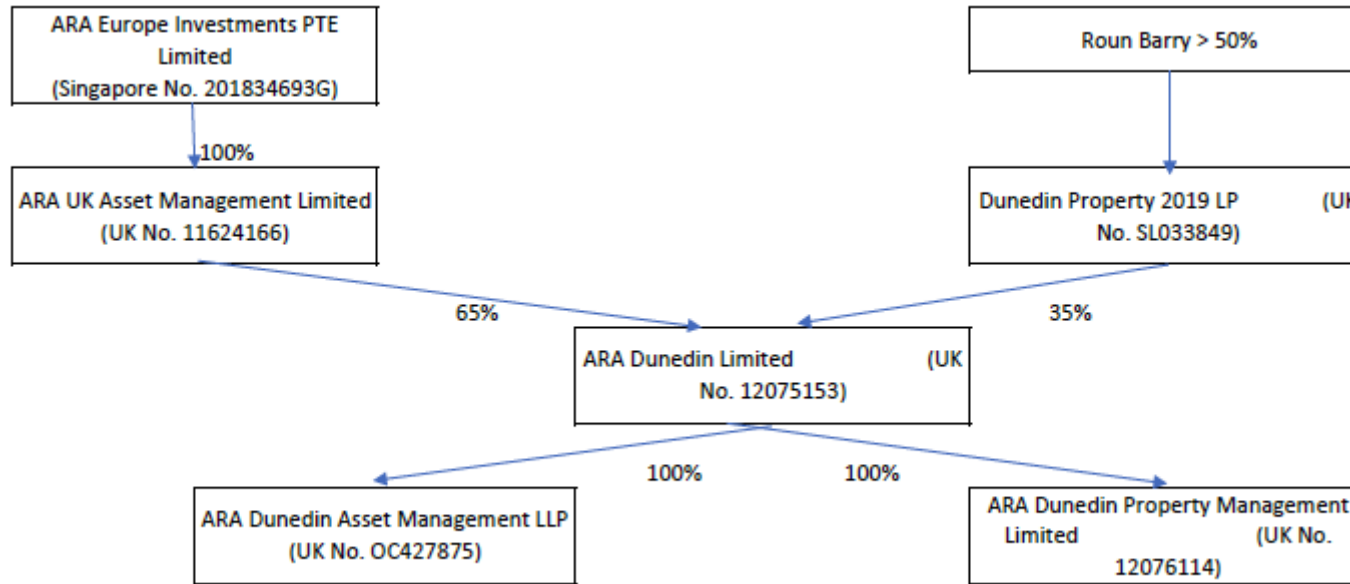 ARA Europe Investments PTE
Limited
(Singapore No. 201834693G)
Roun Barry > 50%
100%
ARA UK Asset Management Limited
(UK No. 11624166)
Dunedin Property 2019 LP (UK
No. SL033849)
65%
35%
ARA Dunedin Limited (UK
No. 12075153)
100%
100%
ARA Dunedin Asset Management LLP
(UK No. OC427875)
ARA Dunedin Property Management
Limited (UK No.
12076114)